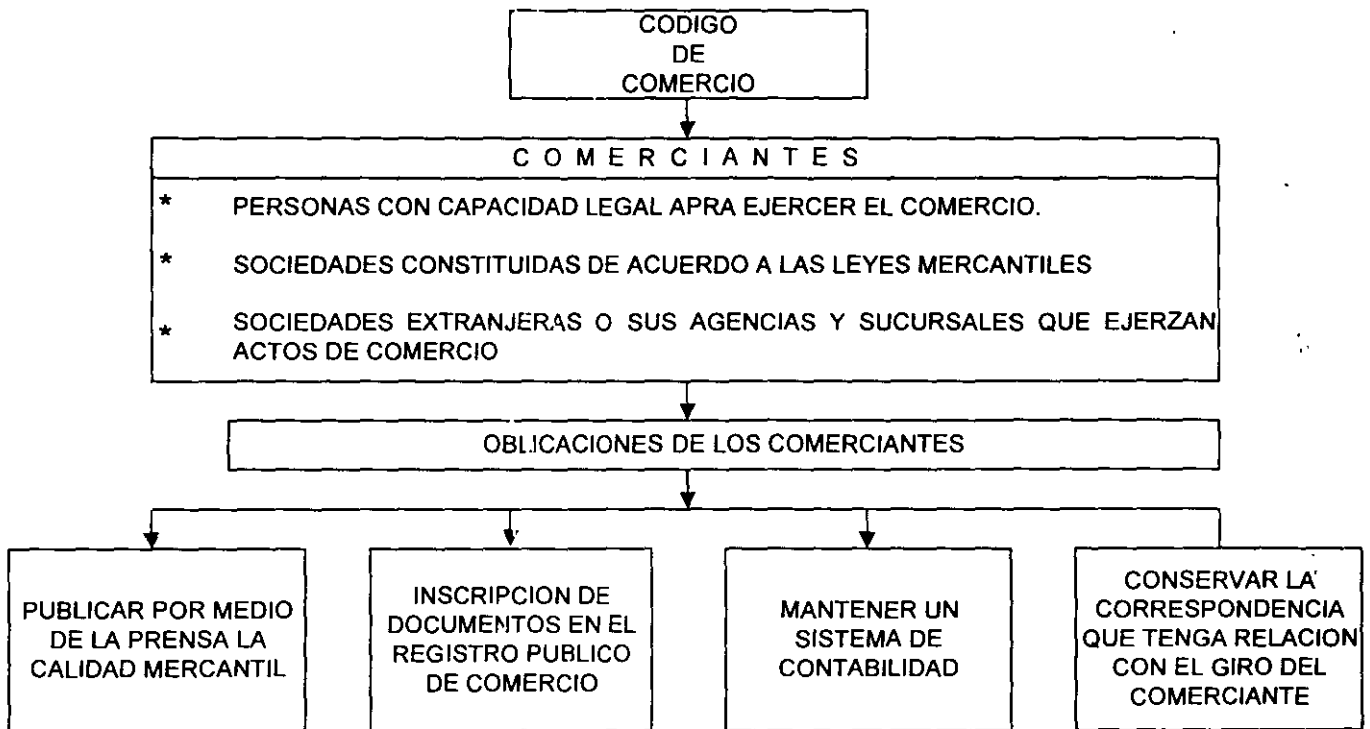 CODIGO
DE
COMERCIO
C O M E R C I A N T E S
* PERSONAS CON CAPACIDAD LEGAL APRA EJERCER EL COMERCIO.
* SOCIEDADES CONSTITUIDAS DE ACUERDO A LAS LEYES MERCANTILES
* SOCIEDADES EXTRANJERAS O SUS AGENCIAS Y SUCURSALES QUE EJERZAN
ACTOS DE COMERCIO
OBLICACIONES DE LOS COMERCIANTES
PUBLICAR POR MEDIO
DE LA PRENSA LA
CALIDAD MERCANTIL
INSCRIPCION DE
DOCUMENTOS EN EL
REGISTRO PUBLICO
DE COMERCIO
MANTENER UN
SISTEMA DE
CONTABILIDAD
CONSERVAR LA
CORRESPONDENCIA
QUE TENGA RELACION
CON EL GIRO DEL
COMERCIANTE